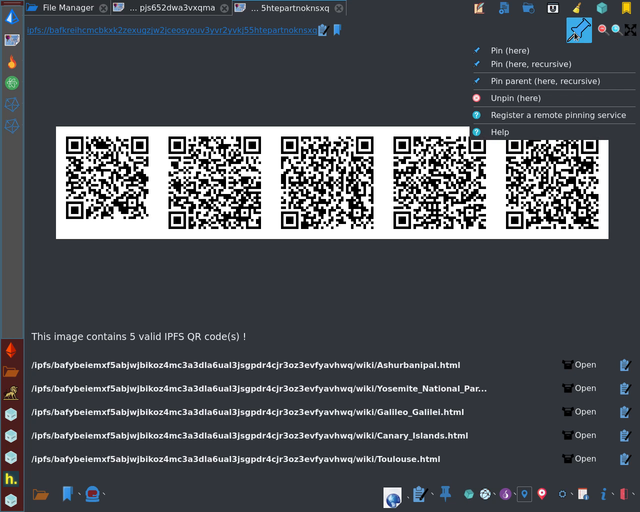 File Manager
... pjs652dwa3vxqma
... 5htepartnoknsxq
Pin (here)
Pin (here, recursive)
Pin parent (here, recursive)
Unpin (here)
Register a remote pinning service
Help
This image contains 5 valid IPFS QR code(s) !
/ipfs/bafybeiemxf5abjwjbikoz4mc3a3dla6ual3jsgpdr4cjr3oz3evfyavhwq/wiki/Ashurbanipal.html
Open
/ipfs/bafybeiemxf5abjwjbikoz4mc3a3dla6ual3jsgpdr4cjr3oz3evfyavhwq/wiki/Yosemite_National_Par...
Open
/ipfs/bafybeiemxf5abjwjbikoz4mc3a3dla6ual3jsgpdr4cjr3oz3evfyavhwq/wiki/Galileo_Galilei.html
Open
/ipfs/bafybeiemxf5abjwjbikoz4mc3a3dla6ual3jsgpdr4cjr3oz3evfyavhwq/wiki/Canary_Islands.html
Open
/ipfs/bafybeiemxf5abjwjbikoz4mc3a3dla6ual3jsgpdr4cjr3oz3evfyavhwq/wiki/Toulouse.html
Open
h.